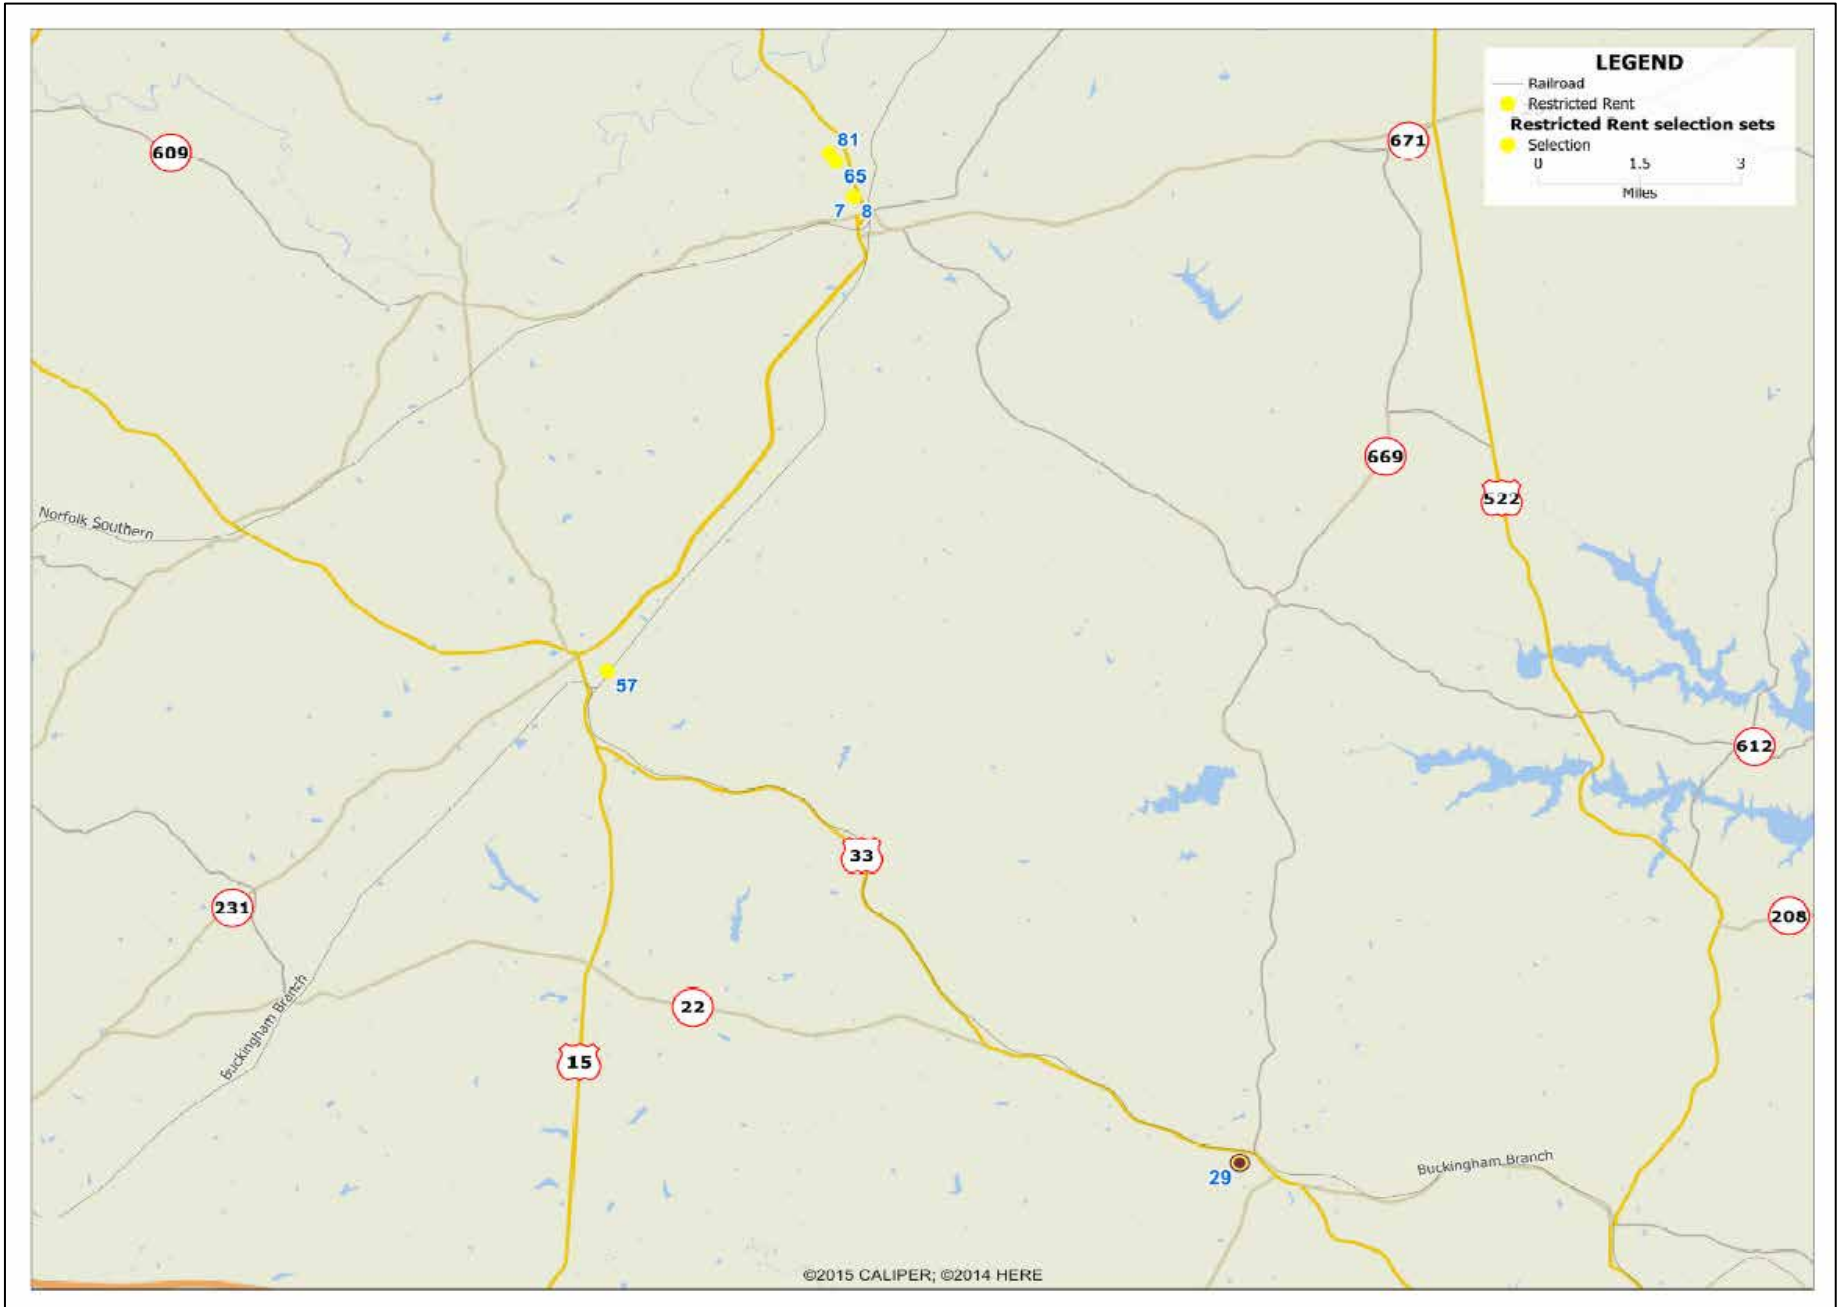 LEGEND
Railroad
Restricted Rent
Restricted Rent selection sets
Selection
0 1.5 3
Miles
609
81
671
65
7 8
669
522
Norfolk Southern
57
612
33
231
208
22
Buckingham Branch
15
Buckingham Branch
29
©2015 CALIPER; ©2014 HERE